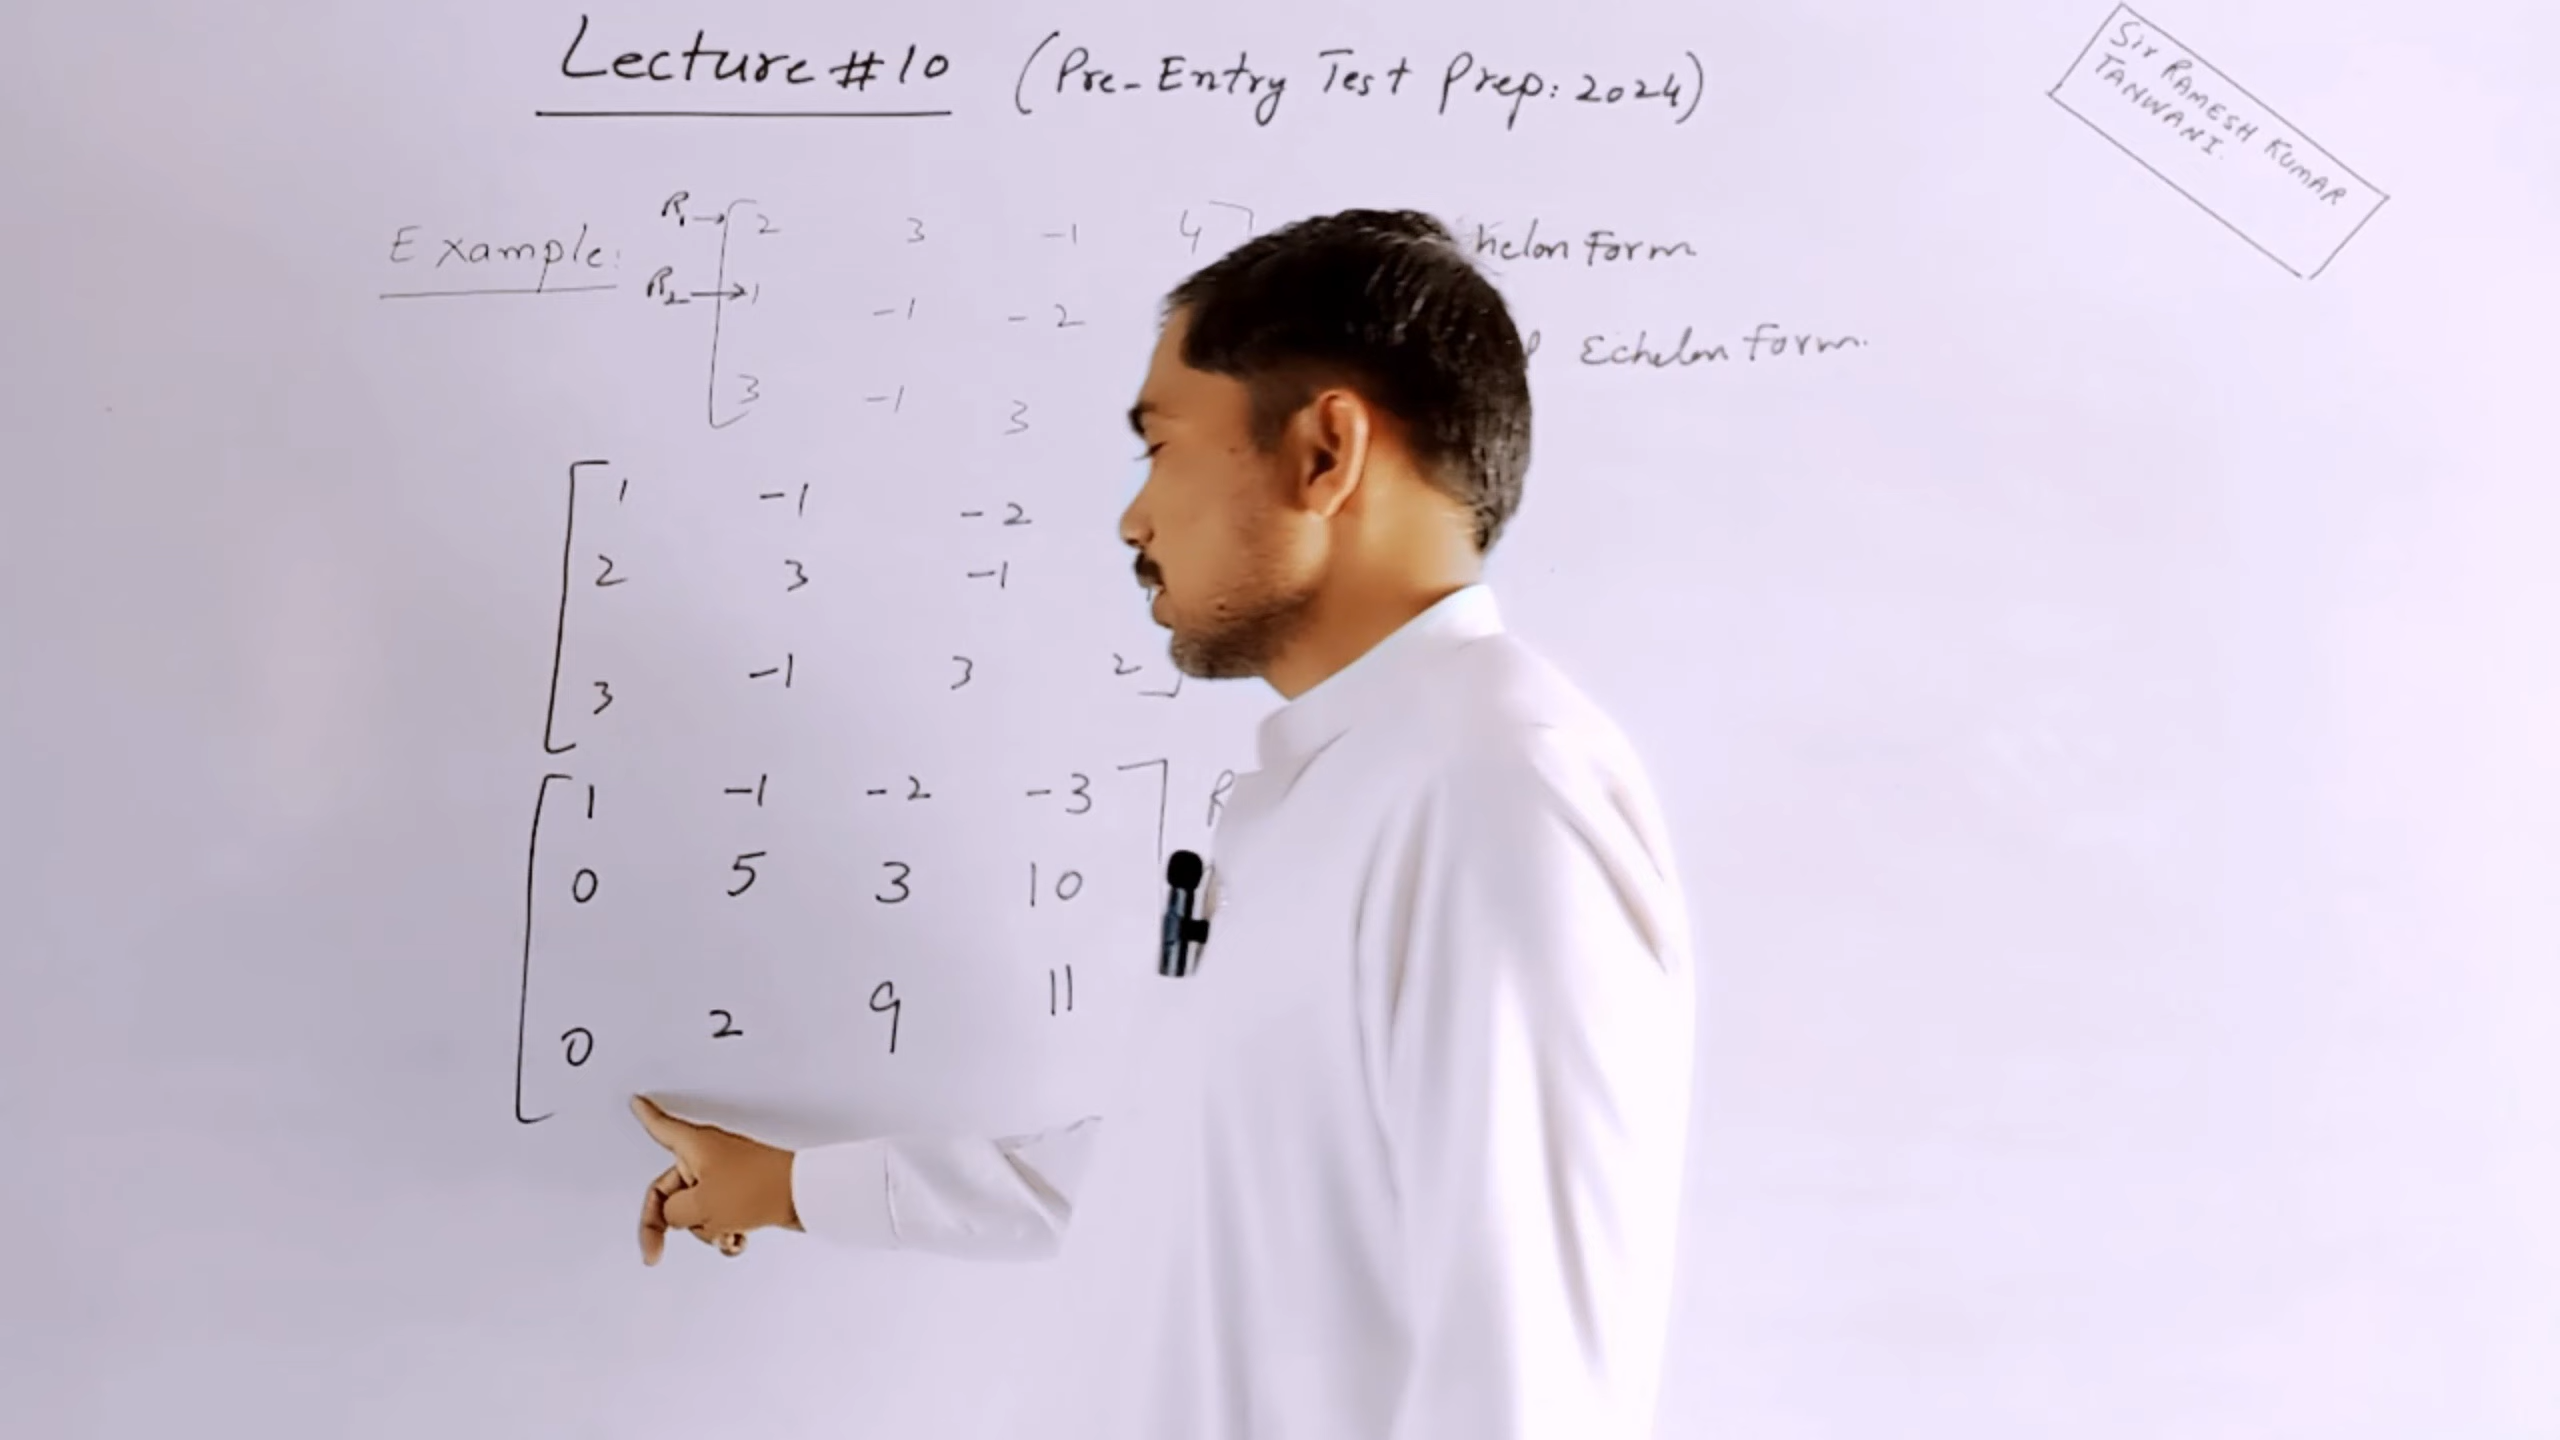 Lecture #10 (Pre-Entry Test Prep: 2024)
Sir RAMESH KUMAR
TANWANI.
Example: R1→ 2 3 -1 4 helon Form
R2→ 1 -1 -2
Echelon Form.
3 -1 3
1 -1 -2
2 3 -1
3 -1 3 2
1 -1 -2 -3 R
0 5 3 10
0 2 9 11